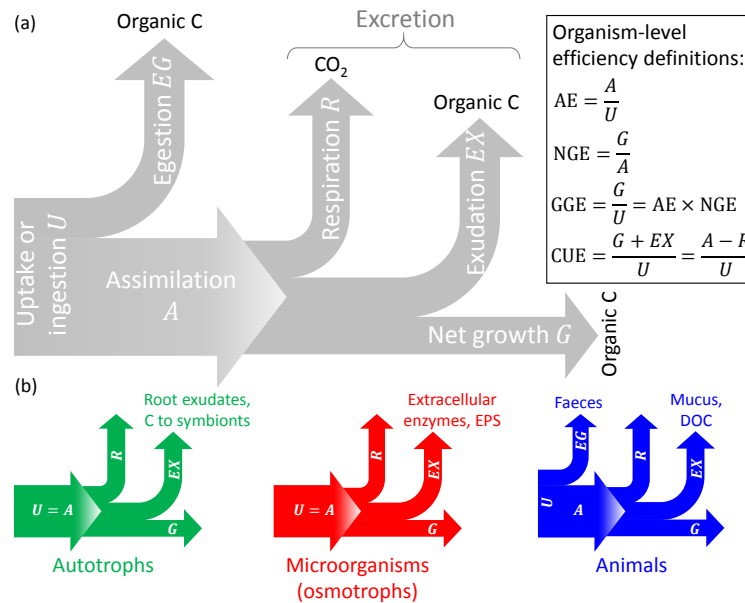 (a)
Organic C
Excretion
CO₂
Organic C
Egestion EG
Respiration R
Exudation EX
Uptake or
ingestion U
Assimilation
A
Net growth G
Organic C
Organism-level
efficiency definitions:
AE = A/U
NGE = G/A
GGE = G/U = AE × NGE
CUE = (G + EX)/U = (A − R)/U
(b)
Root exudates,
C to symbionts
R
EX
U = A
G
Autotrophs
Extracellular
enzymes, EPS
R
EX
U = A
G
Microorganisms
(osmotrophs)
Faeces
Mucus,
DOC
EG
R
EX
U
A
G
Animals